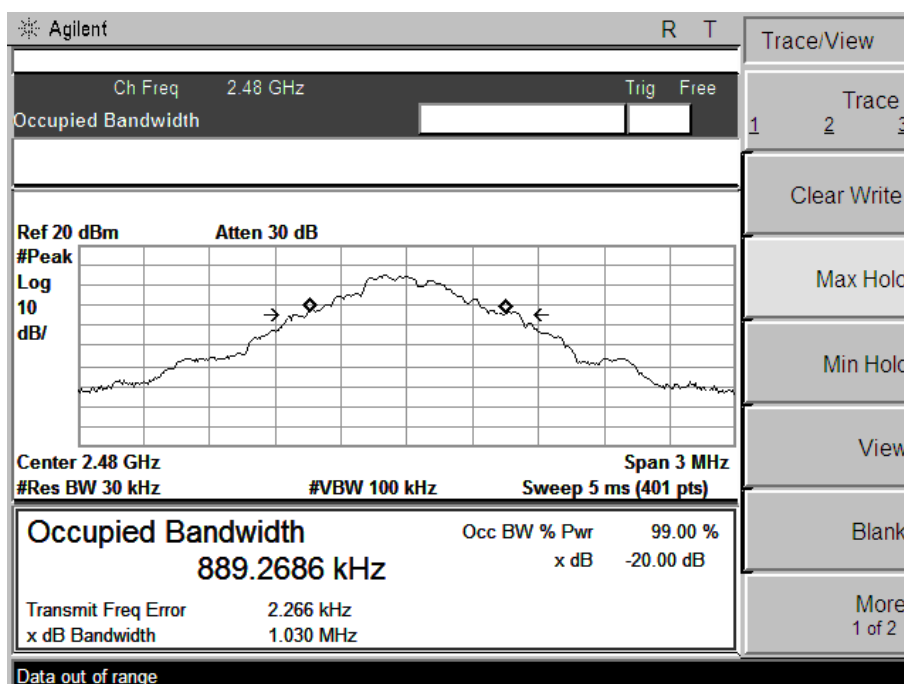 Agilent R T
Trace/View
Ch Freq 2.48 GHz Trig Free
Occupied Bandwidth
Trace
1 2 3
Clear Write
Max Hold
Min Hold
View
Blank
More
1 of 2
Ref 20 dBm Atten 30 dB
#Peak
Log
10
dB/
Center 2.48 GHz Span 3 MHz
#Res BW 30 kHz #VBW 100 kHz Sweep 5 ms (401 pts)
Occupied Bandwidth Occ BW % Pwr 99.00 %
889.2686 kHz x dB -20.00 dB
Transmit Freq Error 2.266 kHz
x dB Bandwidth 1.030 MHz
Data out of range